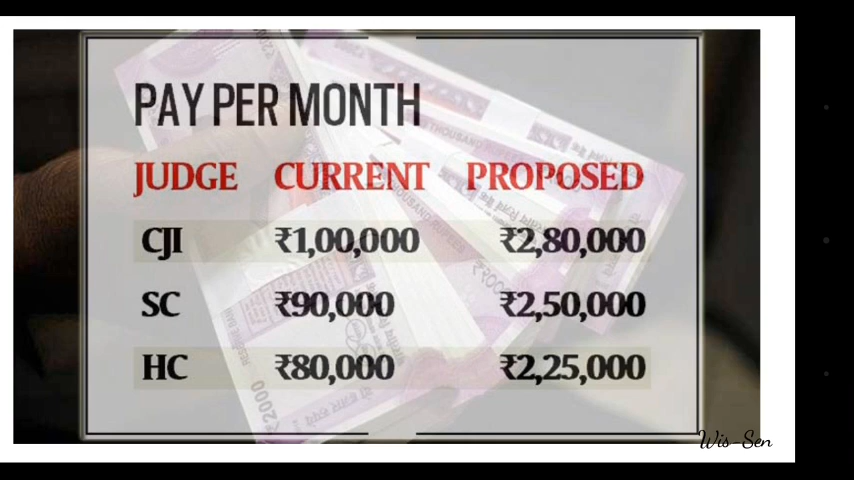 PAY PER MONTH
JUDGE CURRENT PROPOSED
CJI ₹1,00,000 ₹2,80,000
SC ₹90,000 ₹2,50,000
HC ₹80,000 ₹2,25,000
Wis-Sen